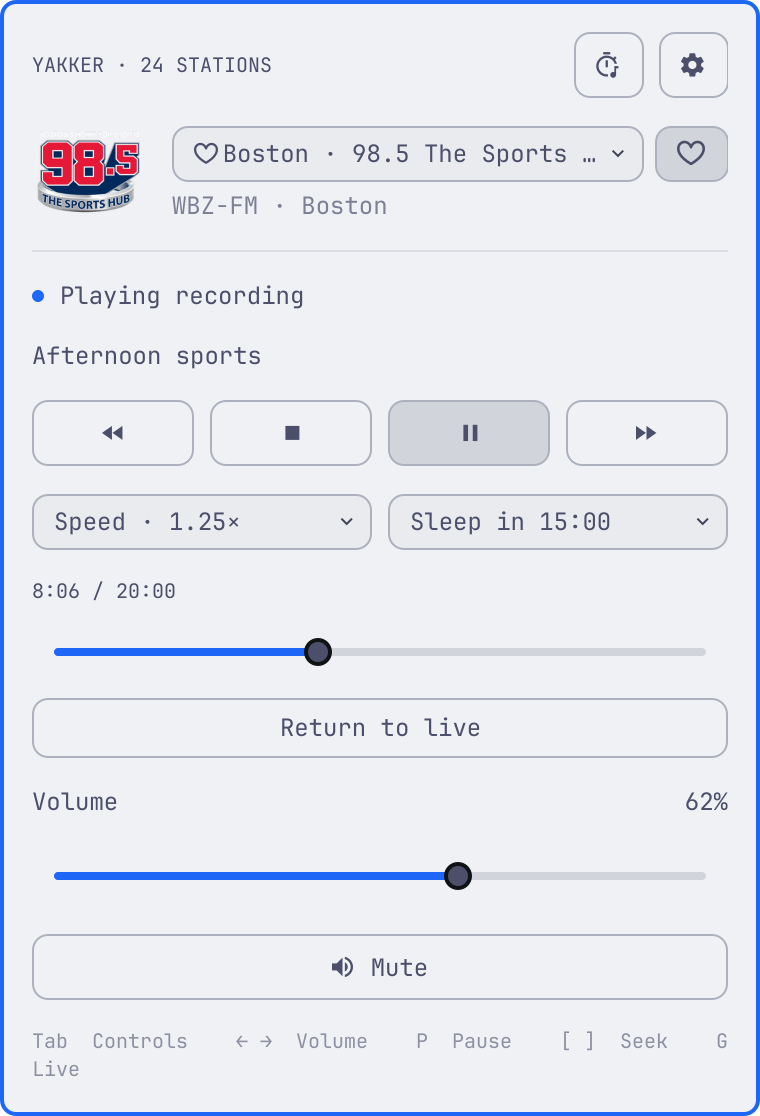 YAKKER · 24 STATIONS
98.5
THE SPORTS HUB
Boston · 98.5 The Sports …
WBZ-FM · Boston
Playing recording
Afternoon sports
Speed · 1.25×
Sleep in 15:00
8:06 / 20:00
Return to live
Volume
62%
Mute
Tab Controls ← → Volume P Pause [ ] Seek G
Live